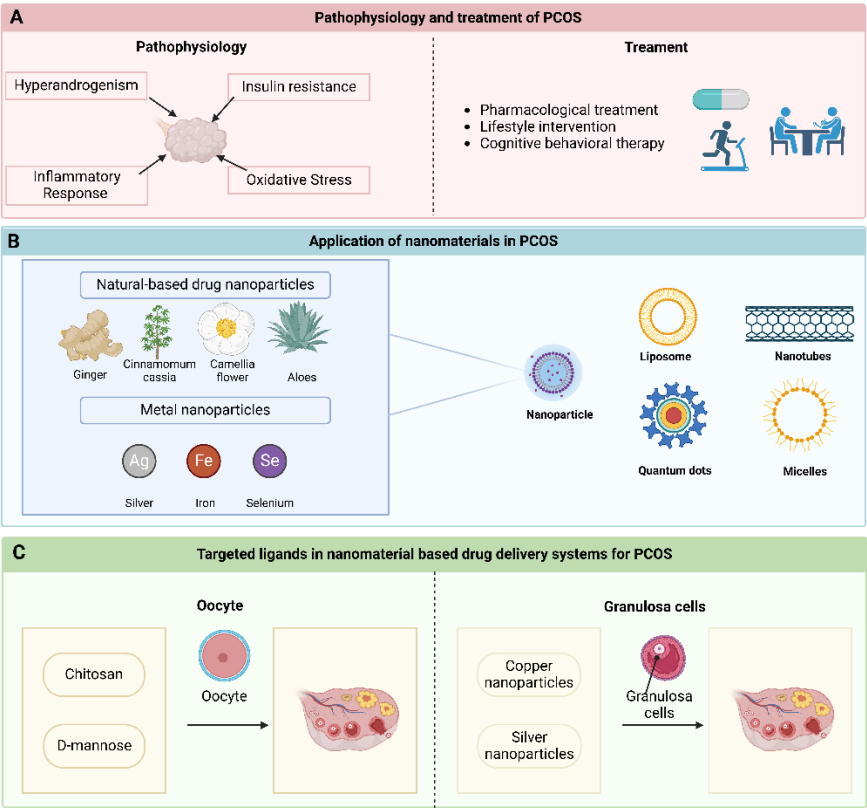 A
Pathophysiology and treatment of PCOS
Pathophysiology
Hyperandrogenism
Insulin resistance
Inflammatory
Response
Oxidative Stress
Treament
• Pharmacological treatment
• Lifestyle intervention
• Cognitive behavioral therapy
B
Application of nanomaterials in PCOS
Natural-based drug nanoparticles
Ginger
Cinnamomum
cassia
Camellia
flower
Aloes
Metal nanoparticles
Ag
Fe
Se
Silver
Iron
Selenium
Nanoparticle
Liposome
Nanotubes
Quantum dots
Micelles
C
Targeted ligands in nanomaterial based drug delivery systems for PCOS
Oocyte
Chitosan
D-mannose
Oocyte
Granulosa cells
Copper
nanoparticles
Silver
nanoparticles
Granulosa
cells